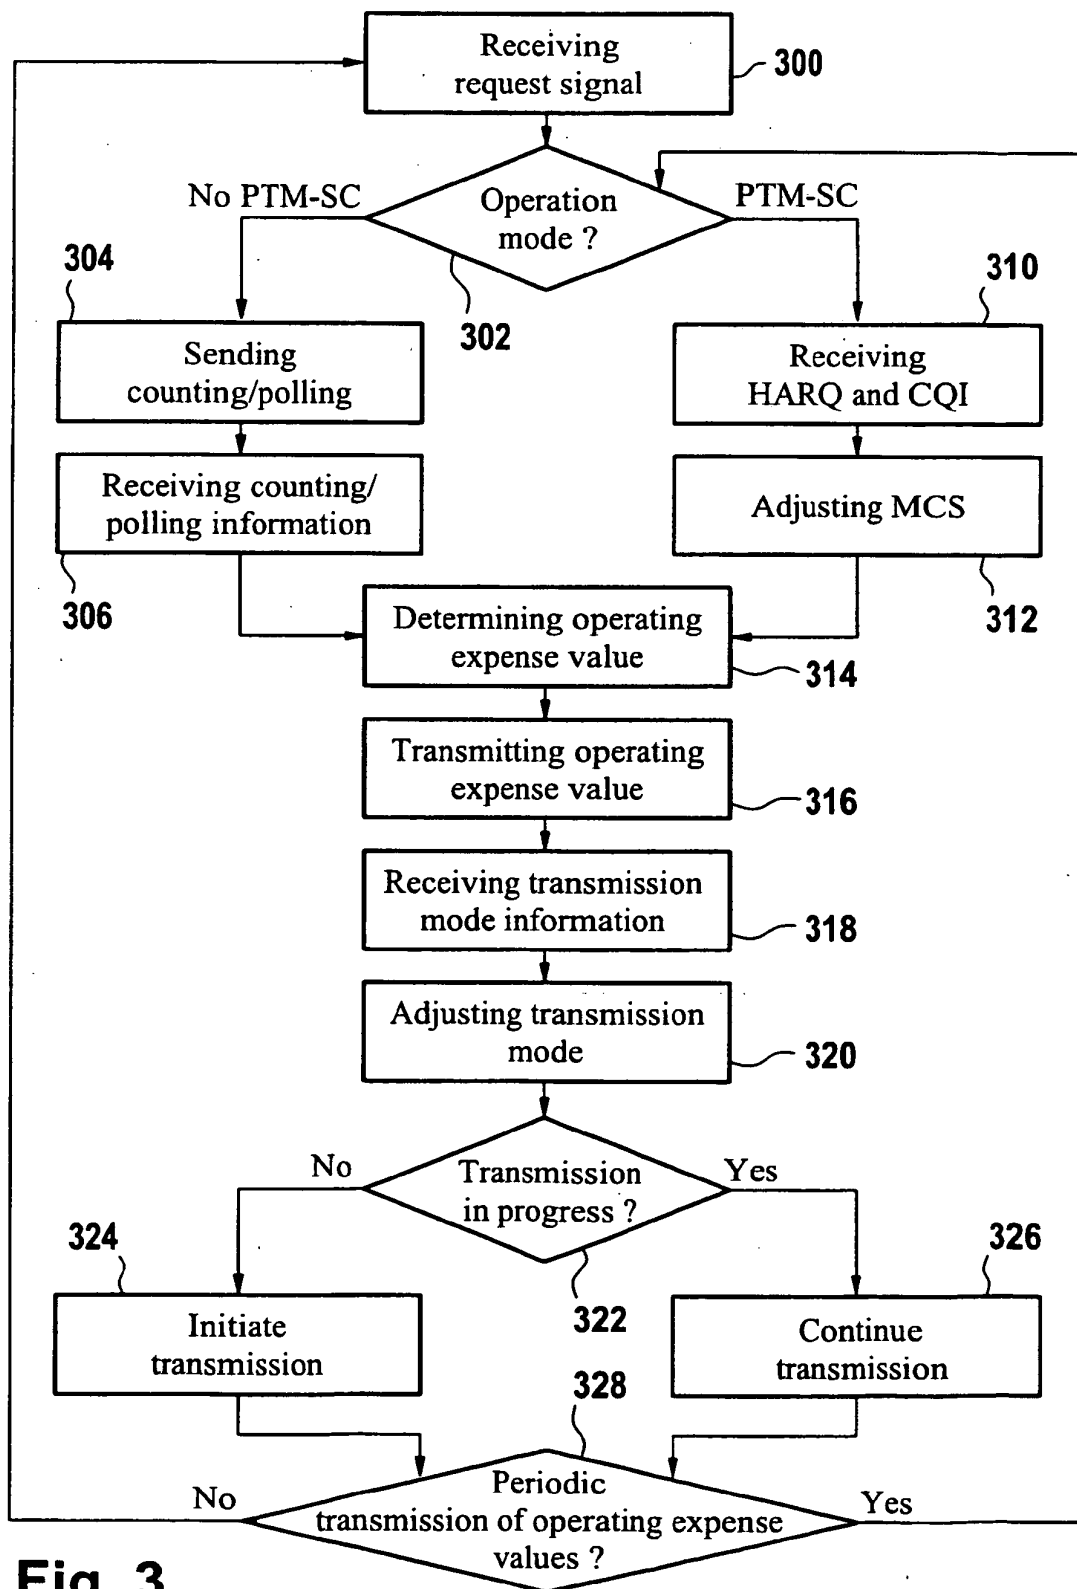 Receiving
request signal
300
No PTM-SC
Operation
mode ?
PTM-SC
302
304
Sending
counting/polling
310
Receiving
HARQ and CQI
Receiving counting/
polling information
306
Adjusting MCS
312
Determining operating
expense value
314
Transmitting operating
expense value
316
Receiving transmission
mode information
318
Adjusting transmission
mode
320
No
Transmission
in progress ?
Yes
322
324
Initiate
transmission
326
Continue
transmission
328
No
Periodic
transmission of operating expense
values ?
Yes
Fig. 3